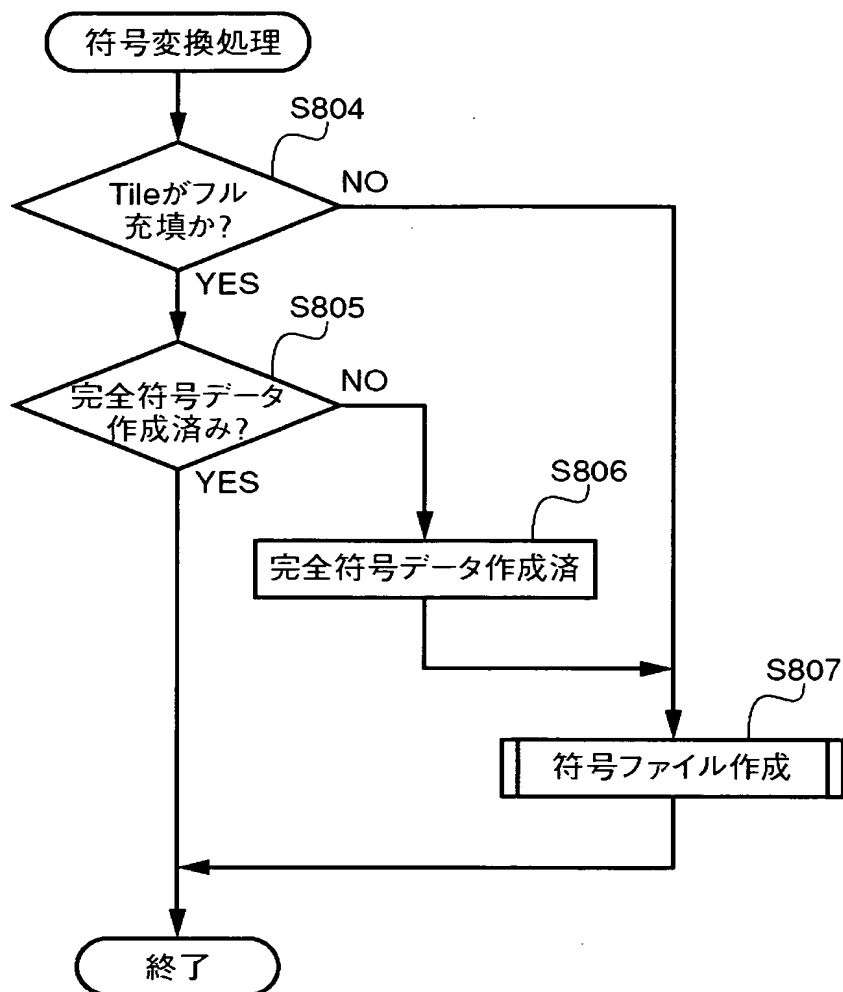 符号変換処理
S804
Tileがフル
充填か?
NO
YES
S805
完全符号データ
作成済み?
NO
YES
S806
完全符号データ作成済
S807
符号ファイル作成
終了